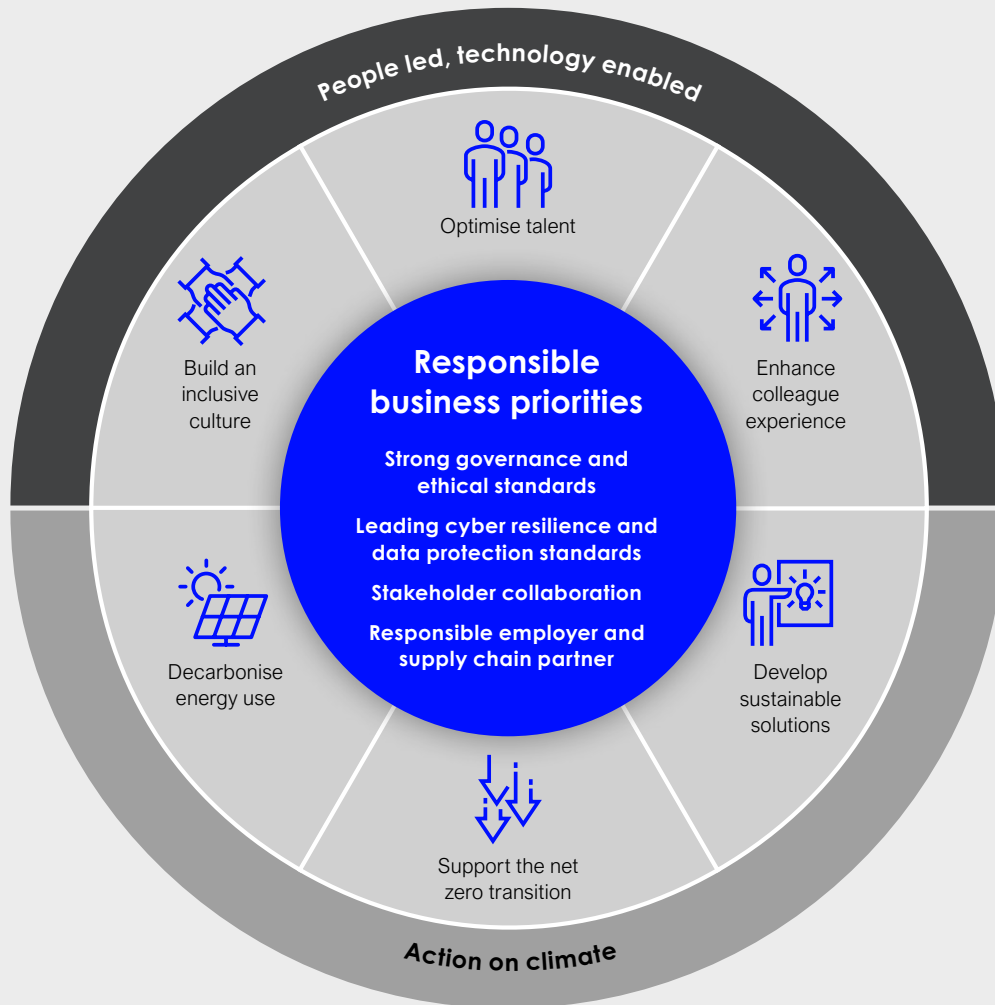 People led, technology enabled
Optimise talent
Build an
inclusive
culture
Enhance
colleague
experience
Responsible
business priorities
Strong governance and
ethical standards
Leading cyber resilience and
data protection standards
Stakeholder collaboration
Responsible employer and
supply chain partner
Decarbonise
energy use
Develop
sustainable
solutions
Support the net
zero transition
Action on climate